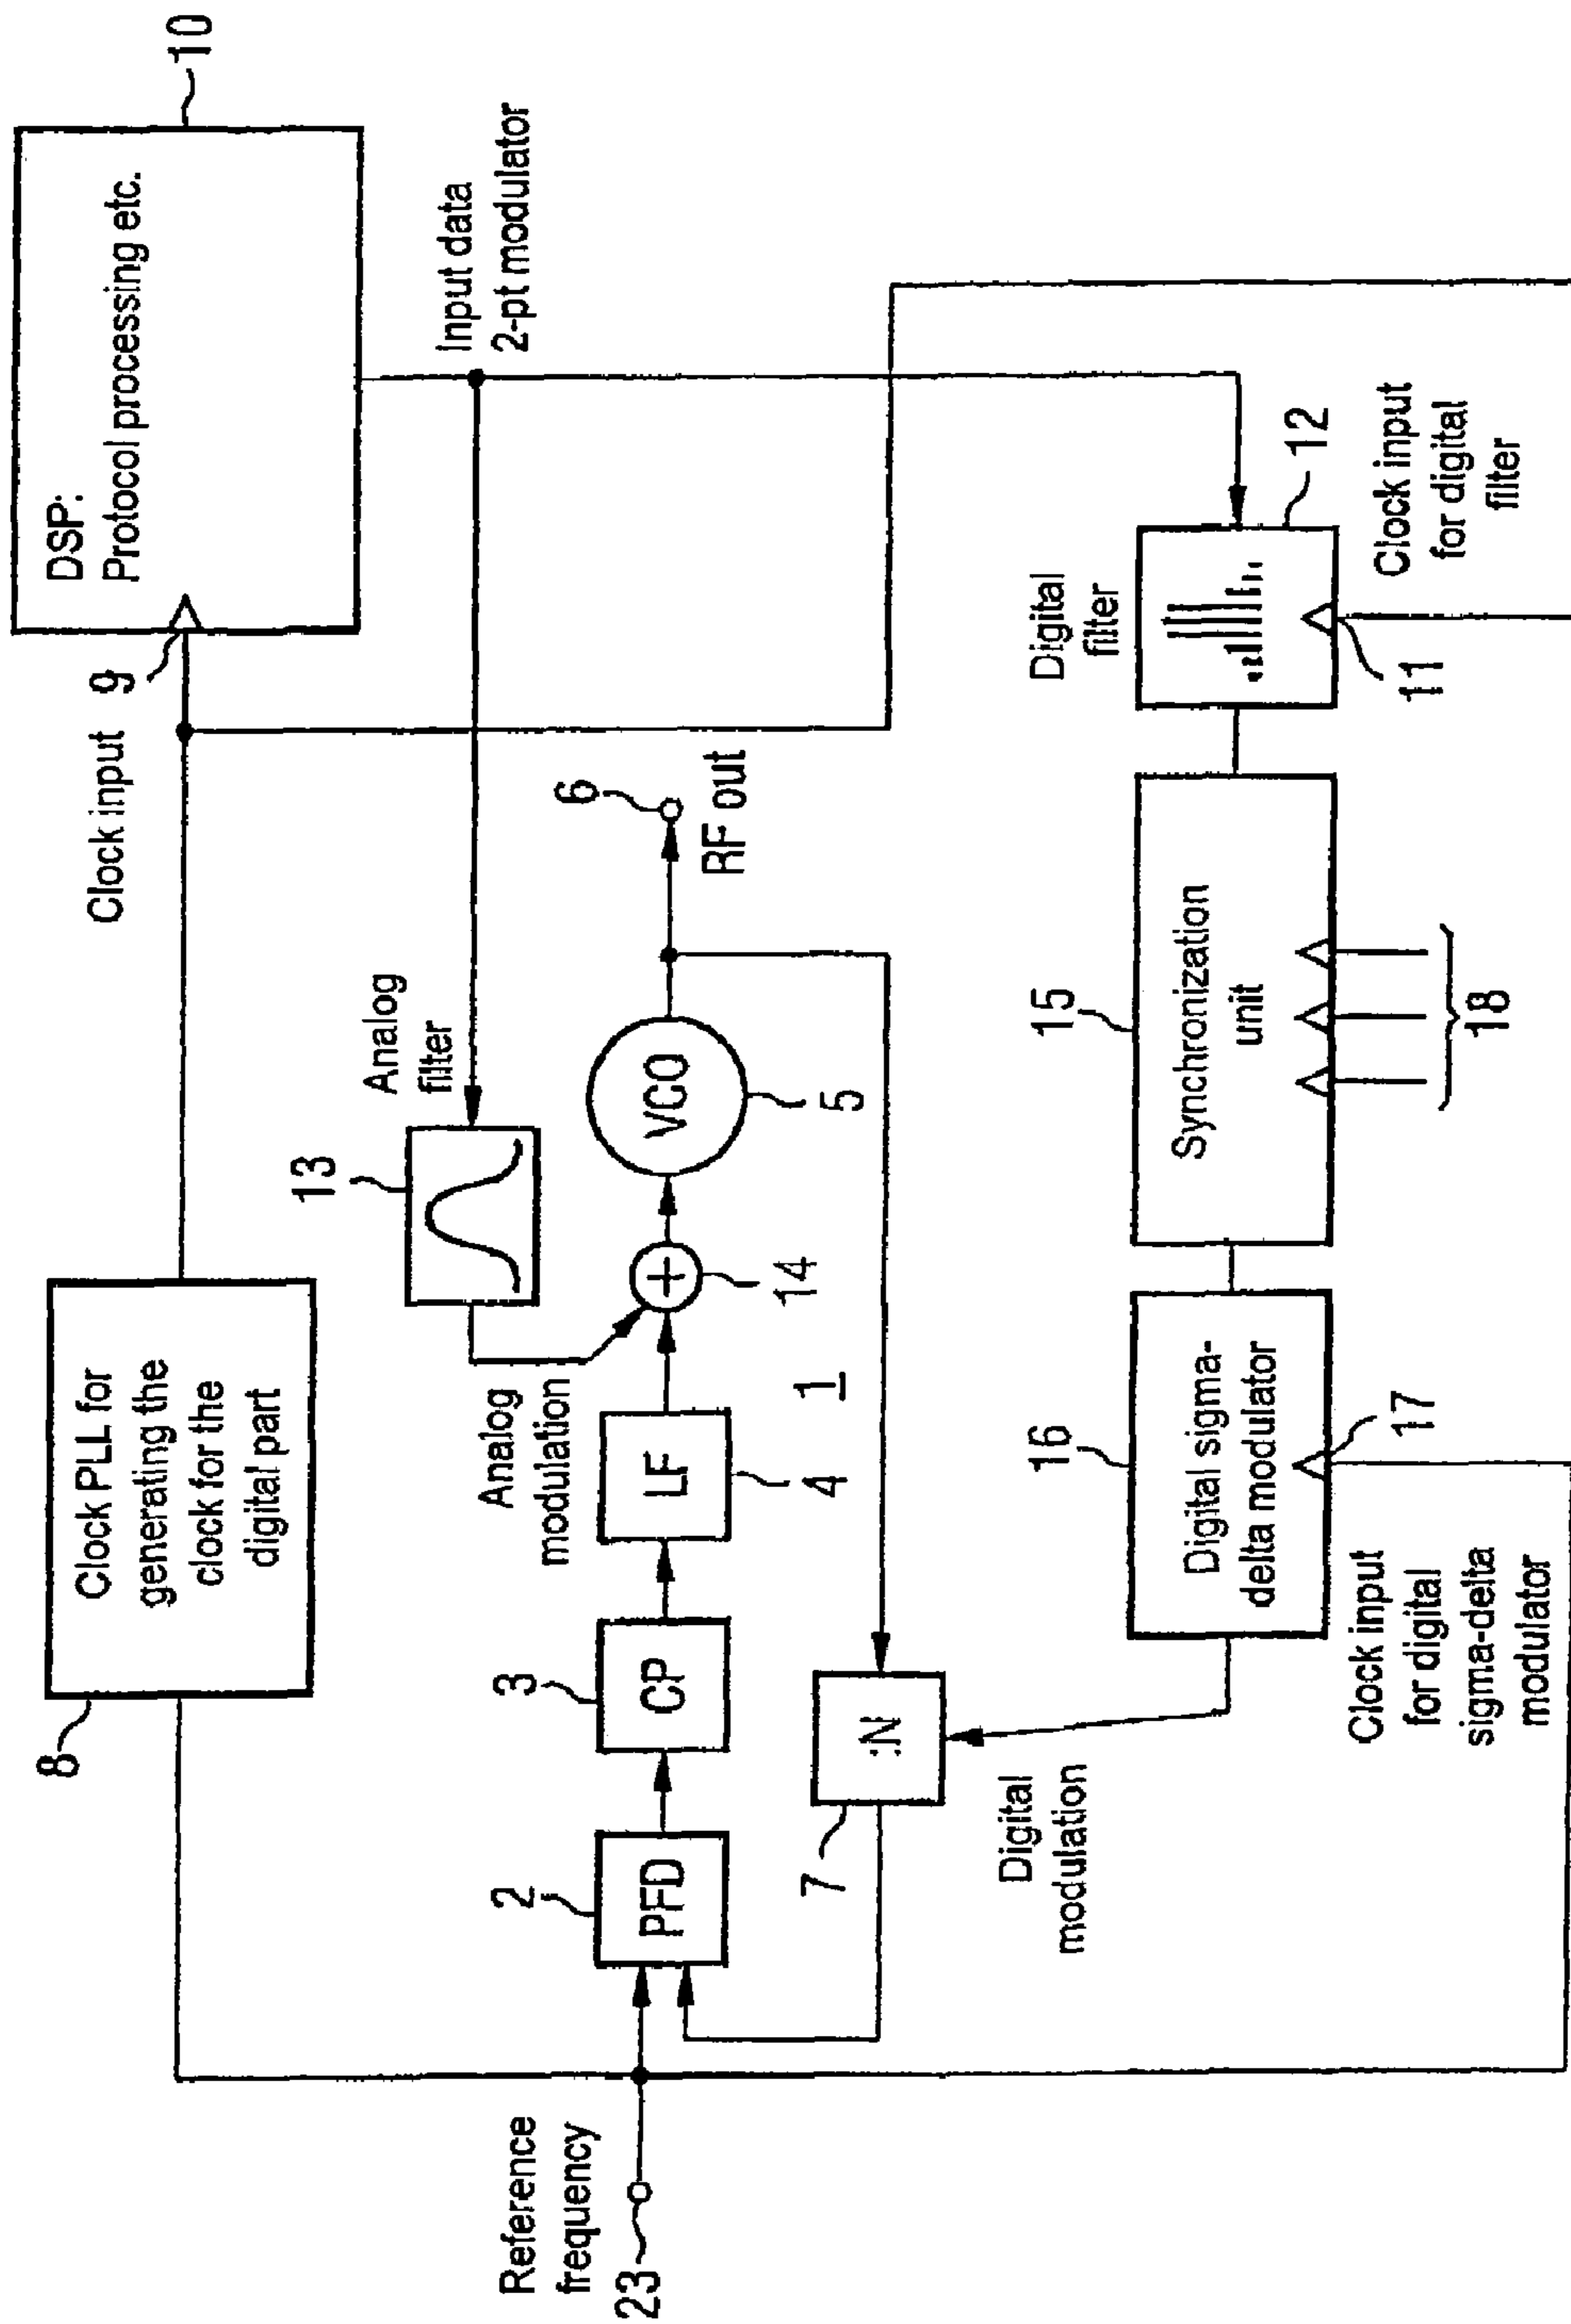 8
Clock PLL for
generating the
clock for the
digital part
Clock input
9
DSP:
Protocol processing etc.
10
13
Analog
filter
Input data
2-pt modulator
Analog
modulation
Reference
frequency
23
2
PFD
3
CP
LF
4
14
VCO
5
6
RF out
1
7
:N
Digital
modulation
16
Digital sigma-
delta modulator
17
Clock input
for digital
sigma-delta
modulator
15
Synchronization
unit
18
Digital
filter
12
11
Clock input
for digital
filter